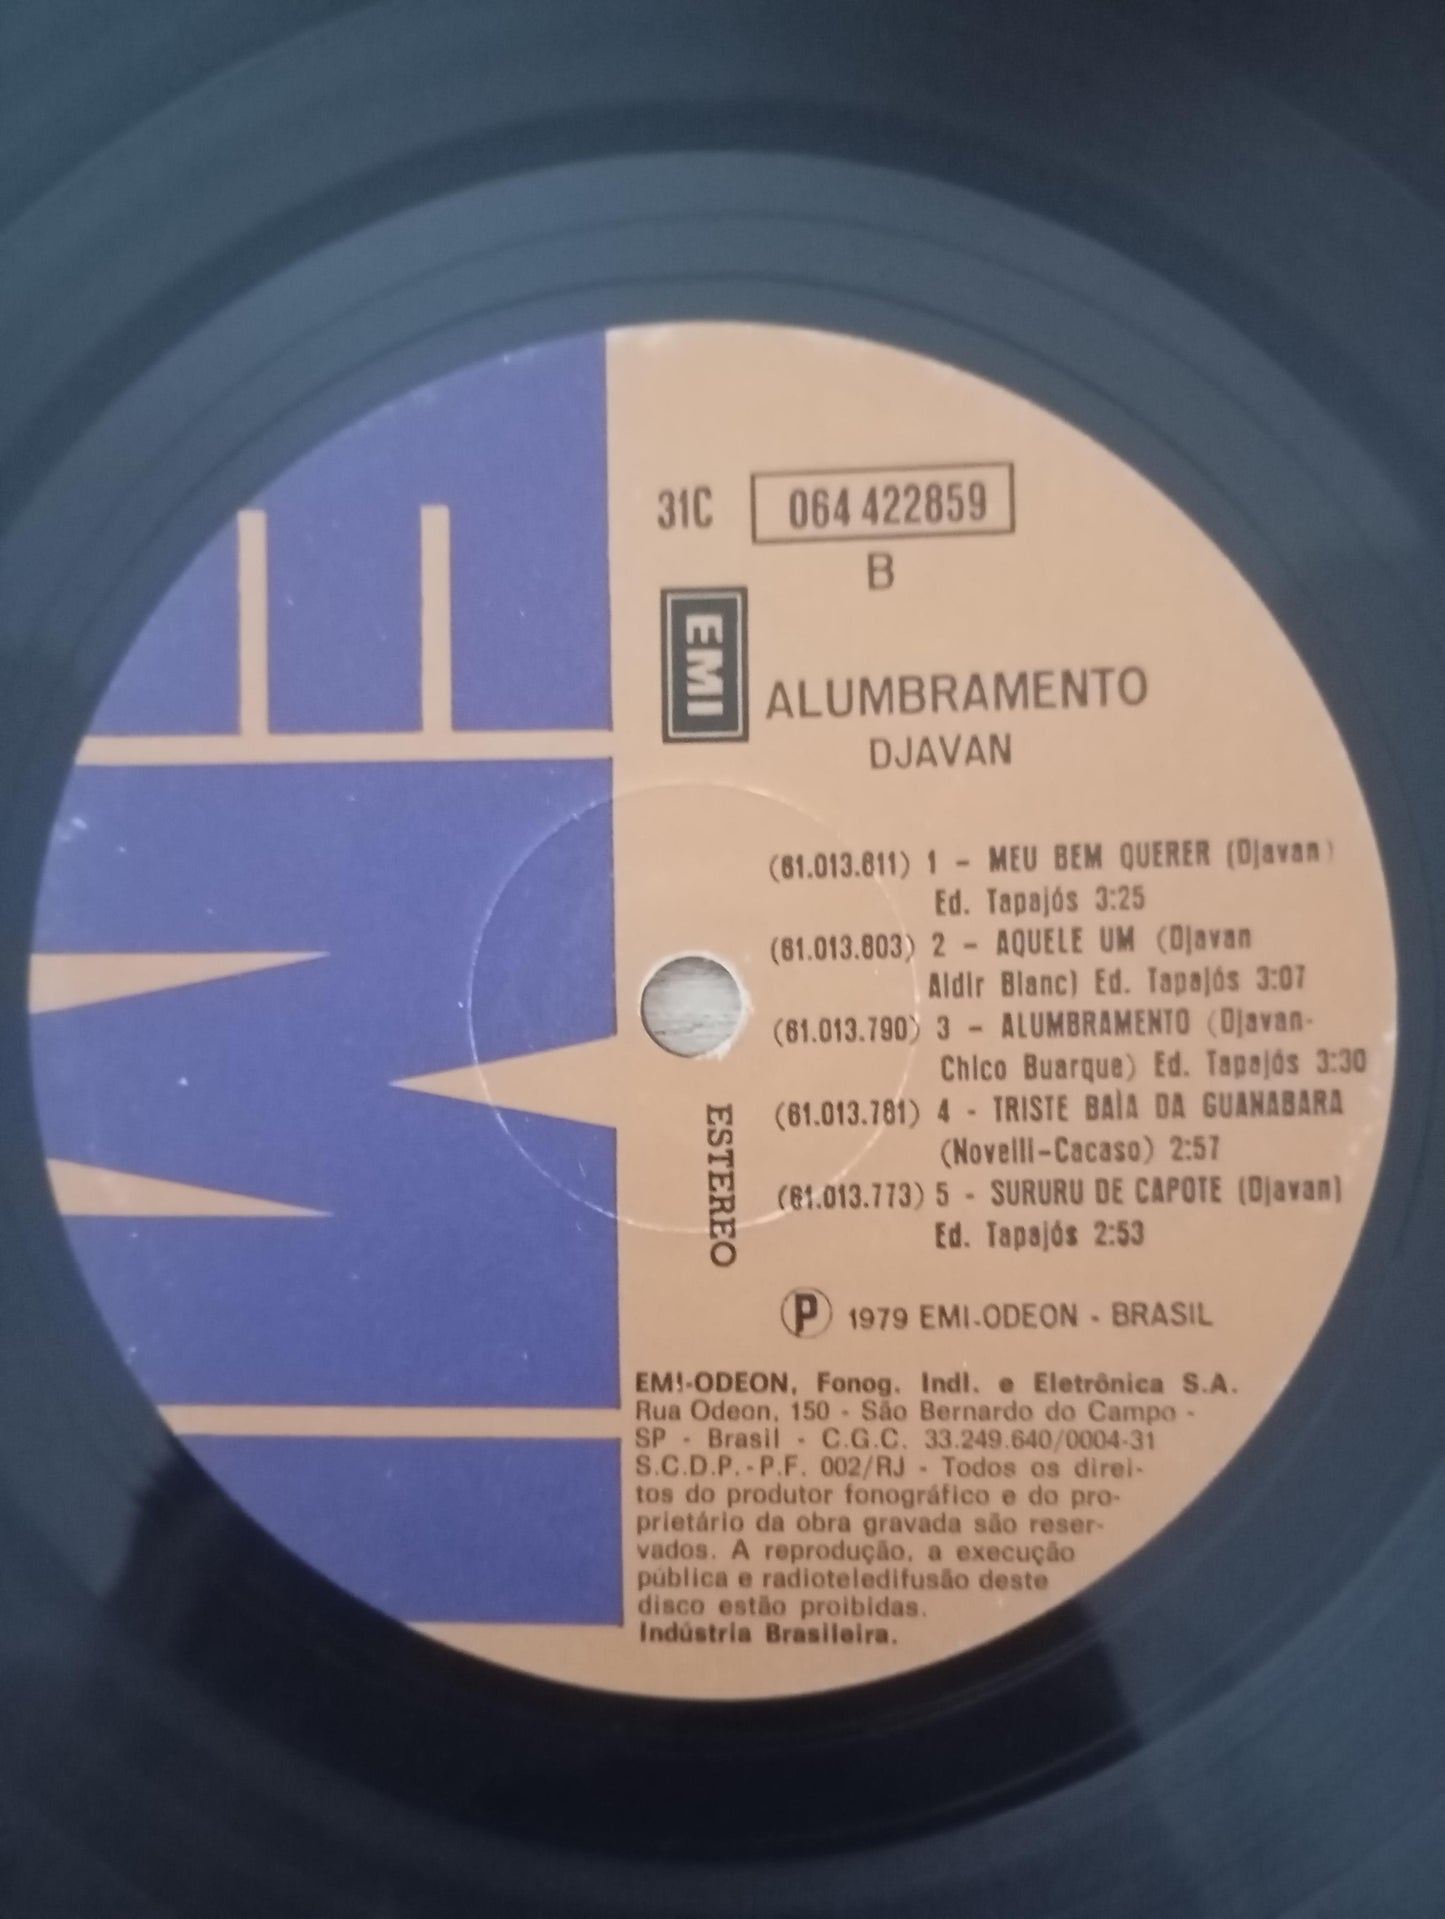 31C 064 422859
B
EMI
ALUMBRAMENTO
DJAVAN
(61.013.811) 1 - MEU BEM QUERER (Djavan)
Ed. Tapajós 3:25
(61.013.803) 2 - AQUELE UM (Djavan
Aldir Blanc) Ed. Tapajós 3:07
(61.013.790) 3 - ALUMBRAMENTO (Djavan-
Chico Buarque) Ed. Tapajós 3:30
(61.013.781) 4 - TRISTE BAÌA DA GUANABARA
(Novelli-Cacaso) 2:57
(61.013.773) 5 - SURURU DE CAPOTE (Djavan)
Ed. Tapajós 2:53
ESTEREO
Ⓟ 1979 EMI-ODEON - BRASIL
EMI-ODEON, Fonog. Indl. e Eletrônica S.A.
Rua Odeon, 150 - São Bernardo do Campo -
SP - Brasil - C.G.C. 33.249.640/0004-31
S.C.D.P.-P.F. 002/RJ - Todos os direi-
tos do produtor fonográfico e do pro-
prietário da obra gravada são reser-
vados. A reprodução, a execução
pública e radioteledifusão deste
disco estão proibidas.
Indústria Brasileira.